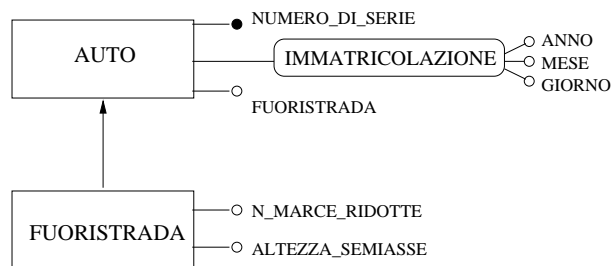 NUMERO_DI_SERIE
AUTO
IMMATRICOLAZIONE
ANNO
MESE
GIORNO
FUORISTRADA
FUORISTRADA
N_MARCE_RIDOTTE
ALTEZZA_SEMIASSE